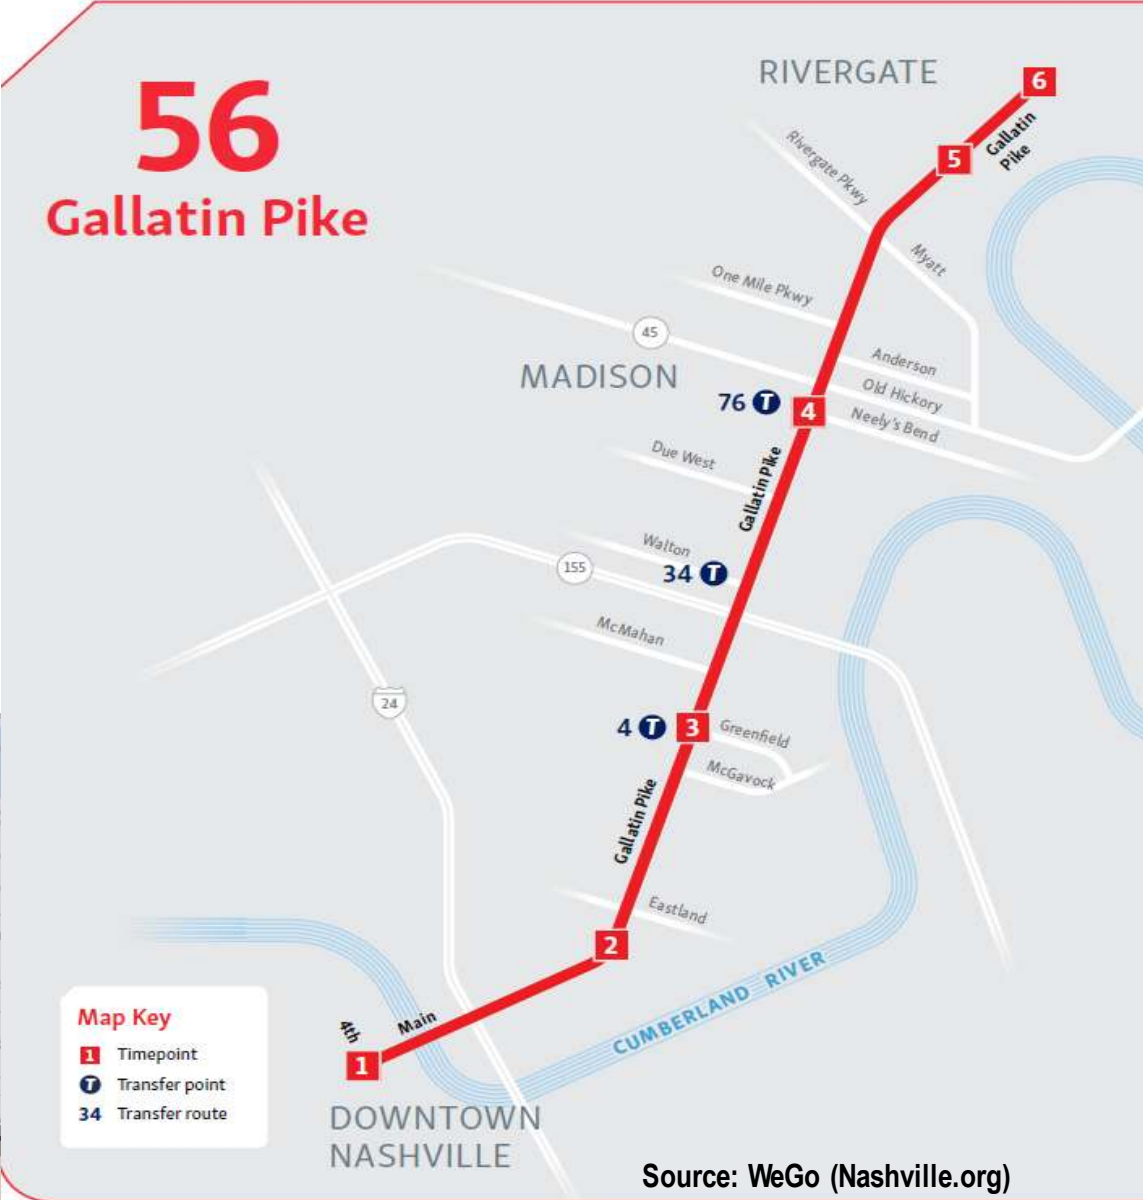 56
Gallatin Pike
RIVERGATE
6
Gallatin
Pike
5
Rivergate Pkwy
Myatt
One Mile Pkwy
45
Anderson
MADISON
Old Hickory
76 T
4
Neely's Bend
Due West
Gallatin Pike
Walton
155
34 T
McMahan
24
4 T
3
Greenfield
McGavock
Gallatin Pike
Eastland
2
CUMBERLAND RIVER
Main
4th
1
Map Key
1 Timepoint
T Transfer point
34 Transfer route
DOWNTOWN
NASHVILLE
Source: WeGo (Nashville.org)